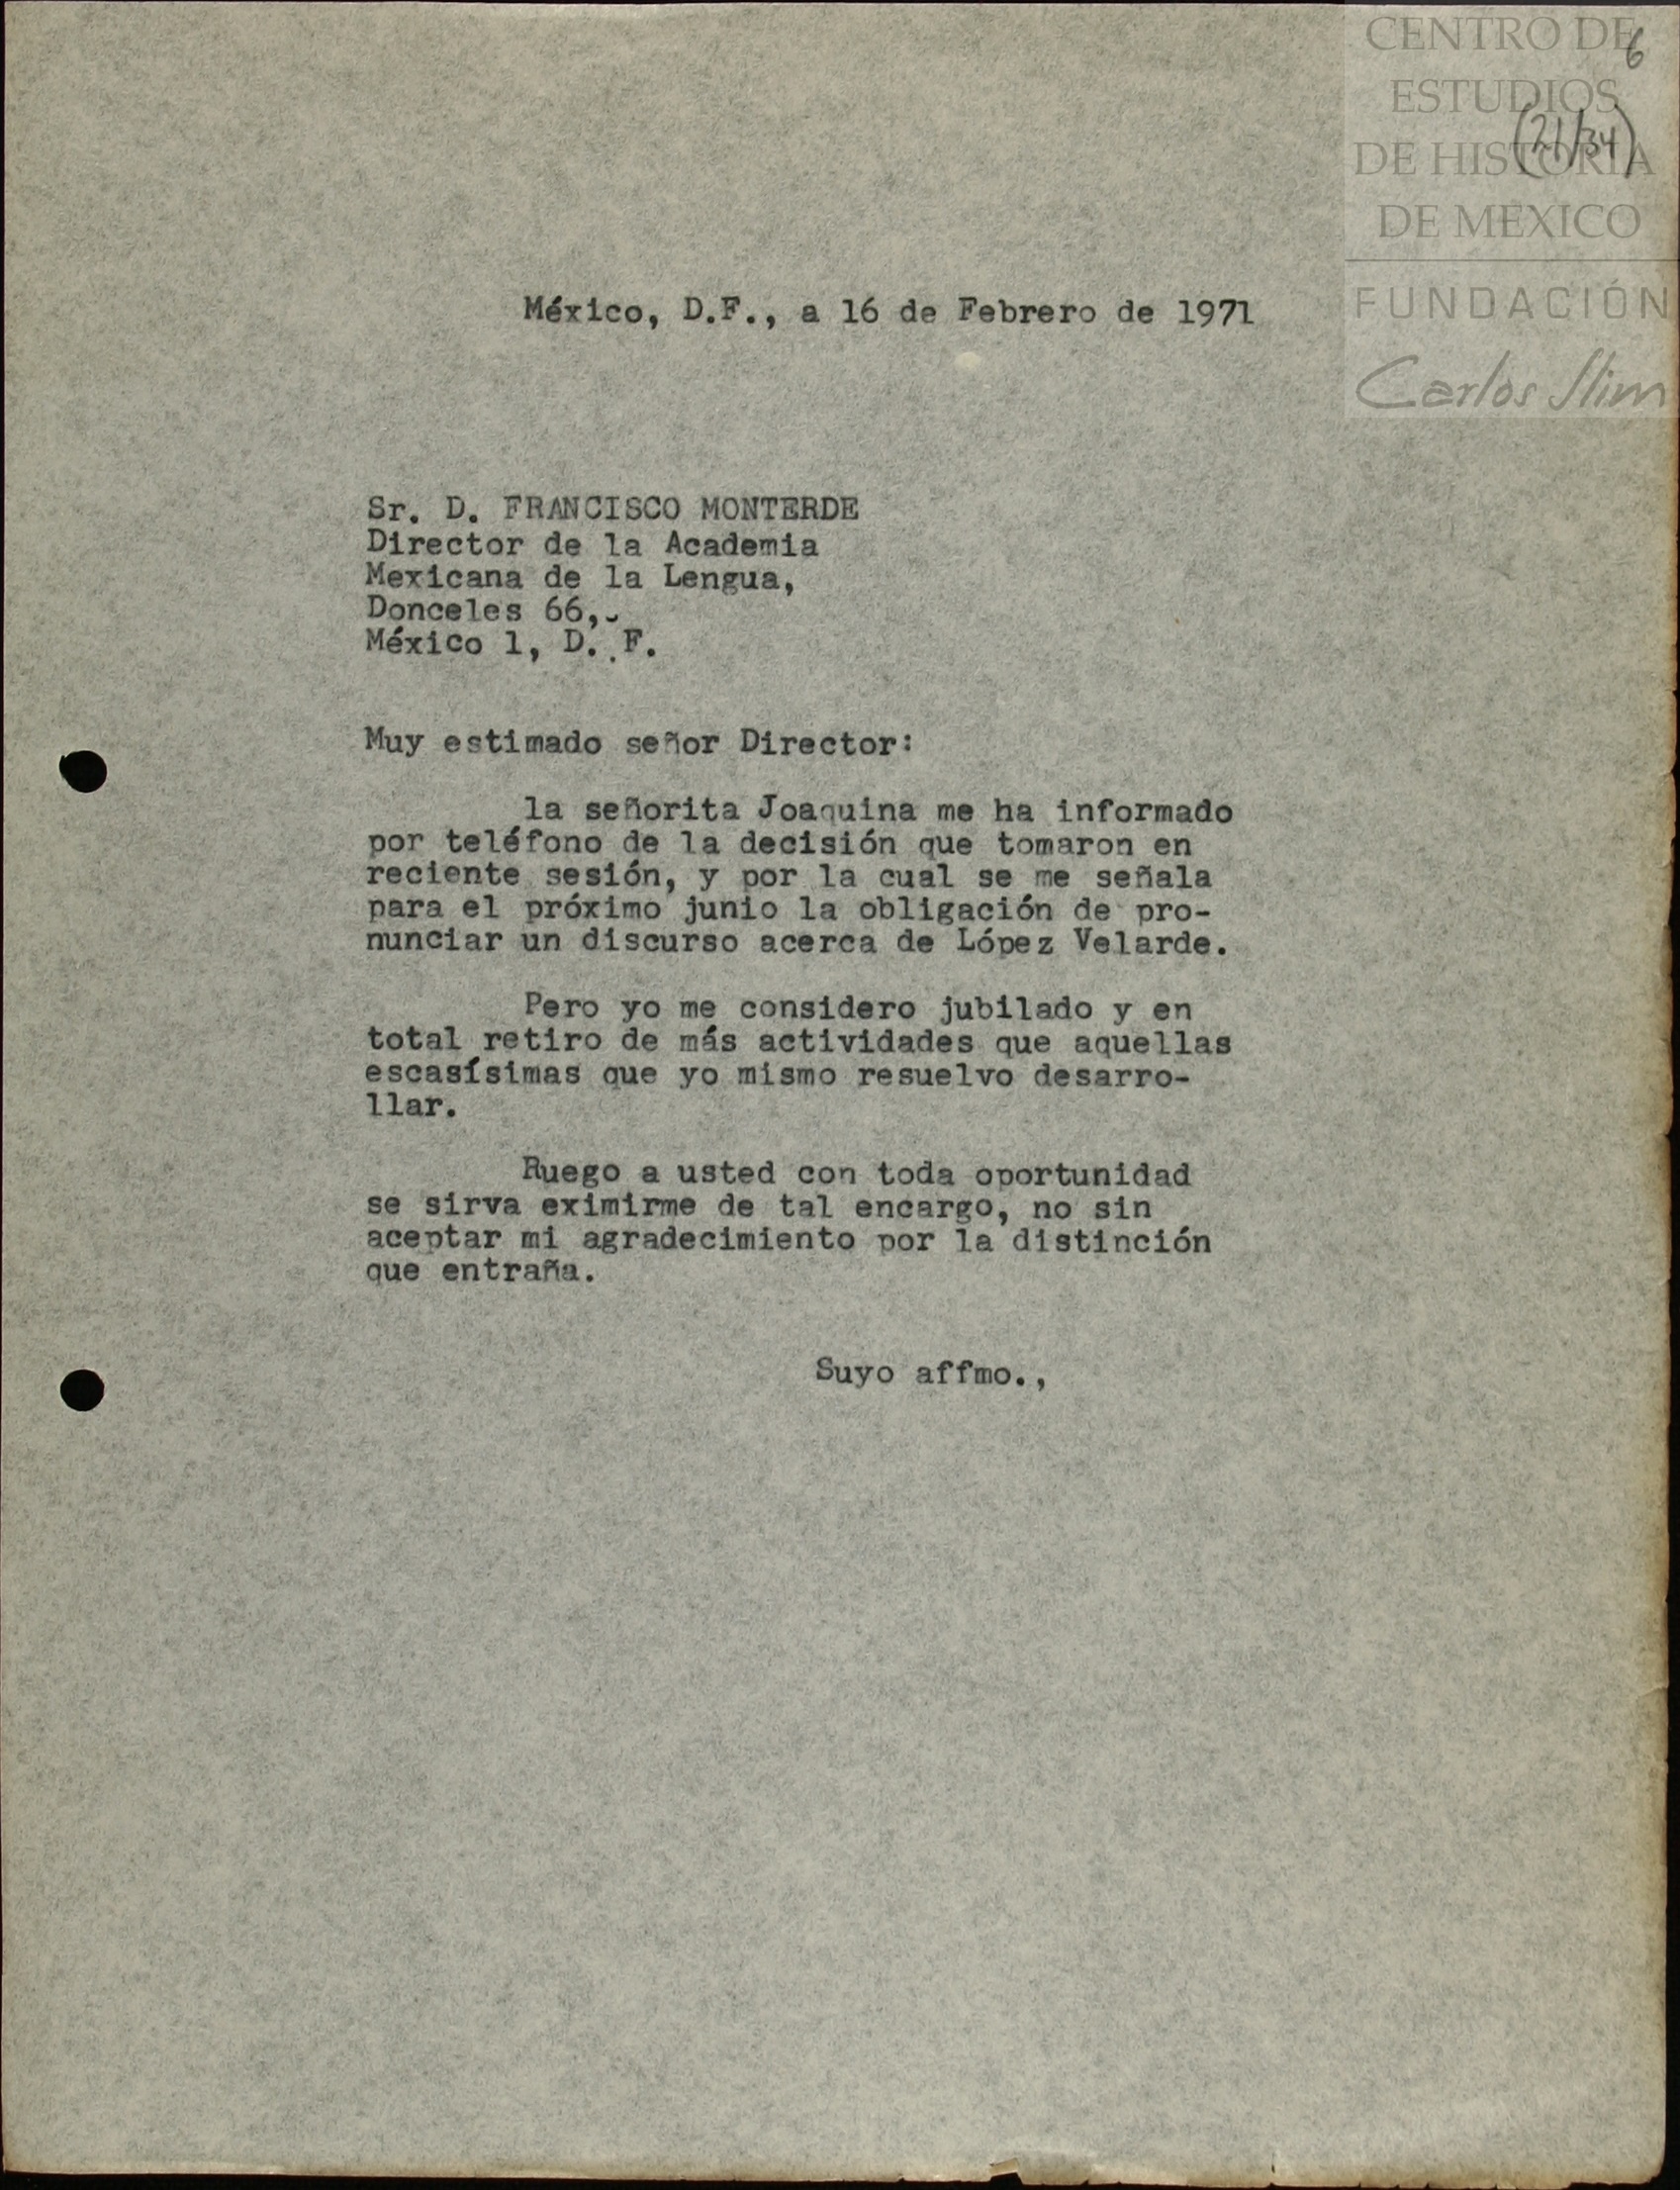 CENTRO DE
6
ESTUDIOS
(21/34)
DE HISTORIA
DE MEXICO
FUNDACIÓN
Carlos Slim
México, D.F., a 16 de Febrero de 1971
Sr. D. FRANCISCO MONTERDE
Director de la Academia
Mexicana de la Lengua,
Donceles 66,.
México 1, D. F.
Muy estimado señor Director:
la señorita Joaquina me ha informado
por teléfono de la decisión que tomaron en
reciente sesión, y por la cual se me señala
para el próximo junio la obligación de pro-
nunciar un discurso acerca de López Velarde.
Pero yo me considero jubilado y en
total retiro de más actividades que aquellas
escasísimas que yo mismo resuelvo desarro-
llar.
Ruego a usted con toda oportunidad
se sirva eximirme de tal encargo, no sin
aceptar mi agradecimiento por la distinción
que entraña.
Suyo affmo.,